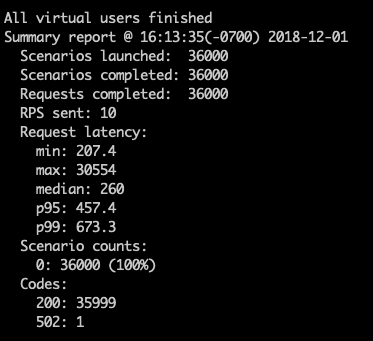 All virtual users finished
Summary report @ 16:13:35(-0700) 2018-12-01
Scenarios launched: 36000
Scenarios completed: 36000
Requests completed: 36000
RPS sent: 10
Request latency:
min: 207.4
max: 30554
median: 260
p95: 457.4
p99: 673.3
Scenario counts:
0: 36000 (100%)
Codes:
200: 35999
502: 1